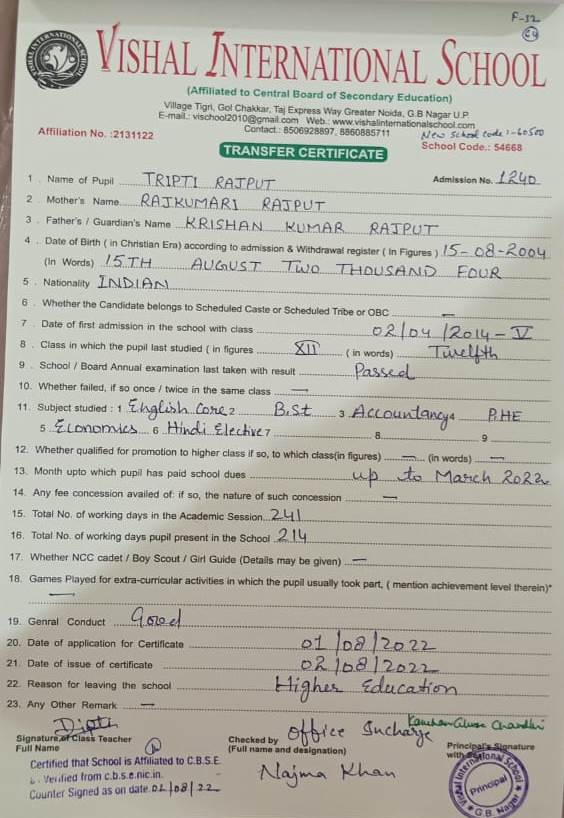 F-52
64
VISHAL INTERNATIONAL SCHOOL
(Affiliated to Central Board of Secondary Education)
Village Tigri, Gol Chakkar, Taj Express Way Greater Noida, G.B Nagar U.P.
E-mail.: vischool2010@gmail.com Web.: www.vishalinternationalschool.com
Affiliation No. :2131122 Contact.: 8506928897, 8860885711 New School code :- 60500
TRANSFER CERTIFICATE School Code.: 54668
1 . Name of Pupil TRIPTI RAJPUT Admission No. 1240
2 . Mother's Name RAJKUMARI RAJPUT
3 . Father's / Guardian's Name KRISHAN KUMAR RAJPUT
4 . Date of Birth ( in Christian Era) according to admission & Withdrawal register ( In Figures ) 15-08-2004
(In Words) 15TH AUGUST TWO THOUSAND FOUR
5 . Nationality INDIAN
6 . Whether the Candidate belongs to Scheduled Caste or Scheduled Tribe or OBC —
7 . Date of first admission in the school with class 02/04/2014 - V
8 . Class in which the pupil last studied ( in figures XII ( in words) Twelfth
9 . School / Board Annual examination last taken with result Passed
10. Whether failed, if so once / twice in the same class —
11. Subject studied : 1 English Core 2 B.St 3 Accountancy 4 P.HE
5 Economics 6 Hindi Elective 7 8 9
12. Whether qualified for promotion to higher class if so, to which class(in figures) — (in words) —
13. Month upto which pupil has paid school dues up to March 2022
14. Any fee concession availed of: if so, the nature of such concession —
15. Total No. of working days in the Academic Session 241
16. Total No. of working days pupil present in the School 214
17. Whether NCC cadet / Boy Scout / Girl Guide (Details may be given) —
18. Games Played for extra-curricular activities in which the pupil usually took part, ( mention achievement level therein)*
—
19. Genral Conduct Good
20. Date of application for Certificate 01/08/2022
21. Date of issue of certificate 02/08/2022
22. Reason for leaving the school Higher Education
23. Any Other Remark —
Signature of Class Teacher
Full Name
Checked by office Incharge
(Full name and designation)
Najma Khan
Principal's Signature
with
Certified that School is Affiliated to C.B.S.E.
Verified from c.b.s.e.nic.in.
Counter Signed as on date 02/08/22
Vishal International School
Principal
G.B. Nagar